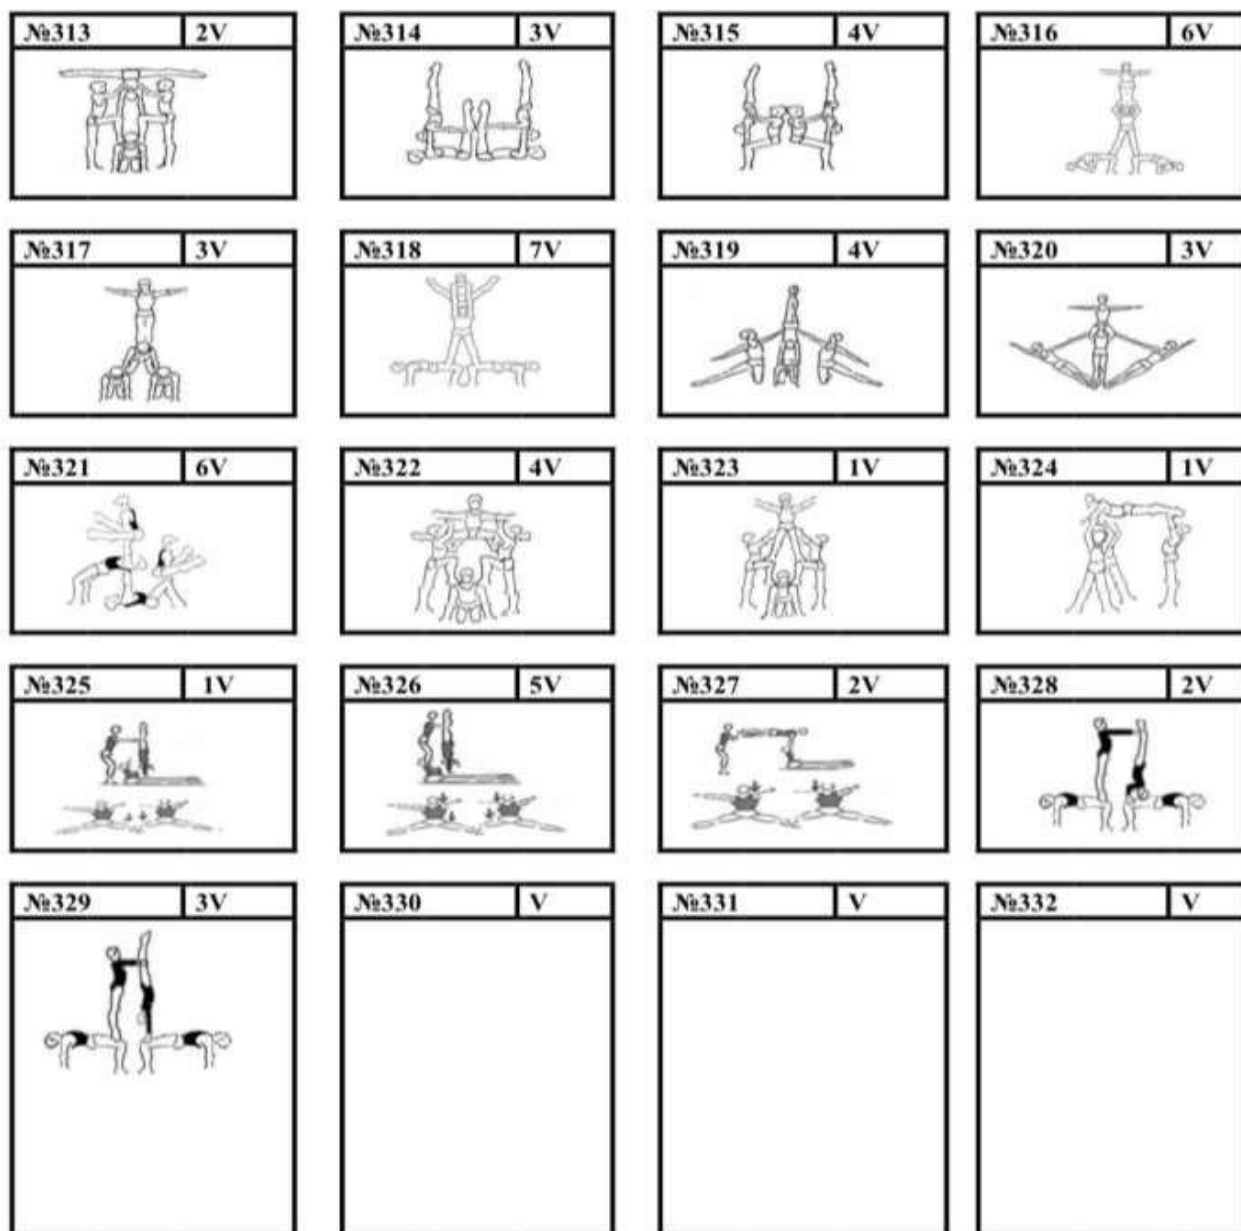 №313 2V №314 3V №315 4V №316 6V
№317 3V №318 7V №319 4V №320 3V
№321 6V №322 4V №323 1V №324 1V
№325 1V №326 5V №327 2V №328 2V
№329 3V №330 V №331 V №332 V